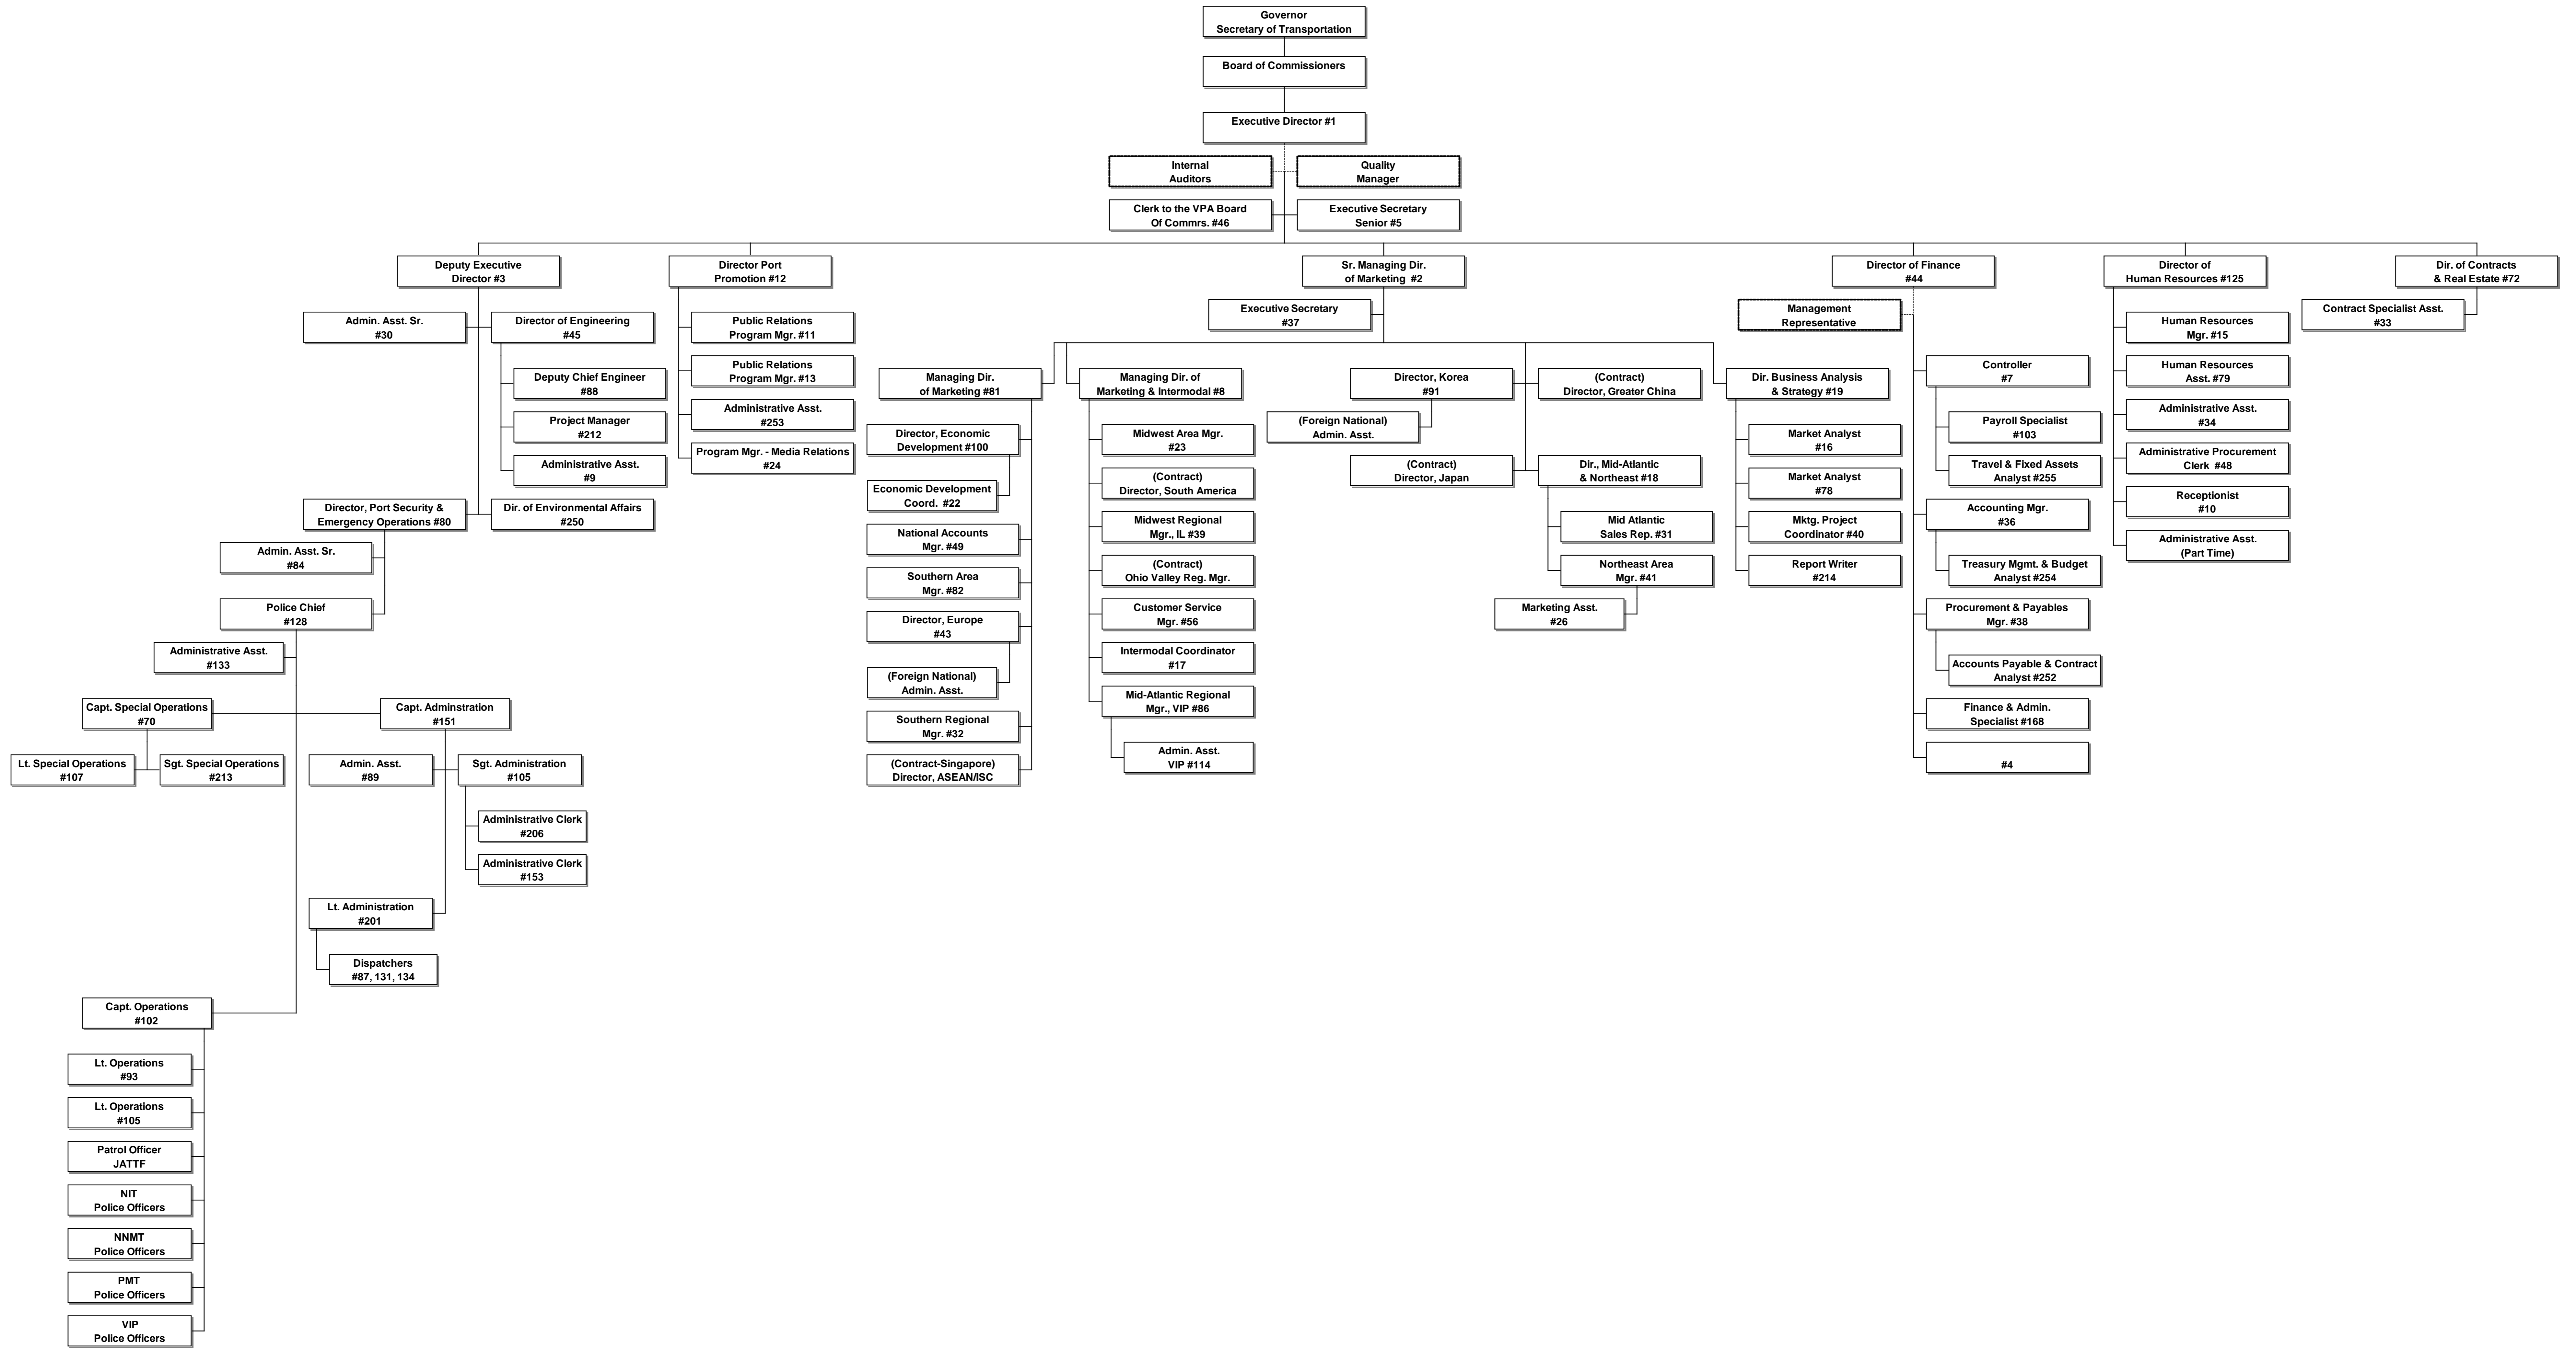 Governor
Secretary of Transportation
Board of Commissioners
Executive Director #1
Internal
Auditors
Quality
Manager
Clerk to the VPA Board
Of Commrs. #46
Executive Secretary
Senior #5
Deputy Executive
Director #3
Admin. Asst. Sr.
#30
Director of Engineering
#45
Deputy Chief Engineer
#88
Project Manager
#212
Administrative Asst.
#9
Director, Port Security &
Emergency Operations #80
Dir. of Environmental Affairs
#250
Admin. Asst. Sr.
#84
Police Chief
#128
Administrative Asst.
#133
Capt. Special Operations
#70
Capt. Adminstration
#151
Lt. Special Operations
#107
Sgt. Special Operations
#213
Admin. Asst.
#89
Sgt. Administration
#105
Administrative Clerk
#206
Administrative Clerk
#153
Lt. Administration
#201
Dispatchers
#87, 131, 134
Capt. Operations
#102
Lt. Operations
#93
Lt. Operations
#105
Patrol Officer
JATTF
NIT
Police Officers
NNMT
Police Officers
PMT
Police Officers
VIP
Police Officers
Director Port
Promotion #12
Public Relations
Program Mgr. #11
Public Relations
Program Mgr. #13
Administrative Asst.
#253
Program Mgr. - Media Relations
#24
Sr. Managing Dir.
of Marketing #2
Executive Secretary
#37
Managing Dir.
of Marketing #81
Director, Economic
Development #100
Economic Development
Coord. #22
National Accounts
Mgr. #49
Southern Area
Mgr. #82
Director, Europe
#43
(Foreign National)
Admin. Asst.
Southern Regional
Mgr. #32
(Contract-Singapore)
Director, ASEAN/ISC
Managing Dir. of
Marketing & Intermodal #8
Midwest Area Mgr.
#23
(Contract)
Director, South America
Midwest Regional
Mgr., IL #39
(Contract)
Ohio Valley Reg. Mgr.
Customer Service
Mgr. #56
Intermodal Coordinator
#17
Mid-Atlantic Regional
Mgr., VIP #86
Admin. Asst.
VIP #114
Director, Korea
#91
(Foreign National)
Admin. Asst.
(Contract)
Director, Greater China
(Contract)
Director, Japan
Dir., Mid-Atlantic
& Northeast #18
Mid Atlantic
Sales Rep. #31
Northeast Area
Mgr. #41
Marketing Asst.
#26
Dir. Business Analysis
& Strategy #19
Market Analyst
#16
Market Analyst
#78
Mktg. Project
Coordinator #40
Report Writer
#214
Director of Finance
#44
Management
Representative
Controller
#7
Payroll Specialist
#103
Travel & Fixed Assets
Analyst #255
Accounting Mgr.
#36
Treasury Mgmt. & Budget
Analyst #254
Procurement & Payables
Mgr. #38
Accounts Payable & Contract
Analyst #252
Finance & Admin.
Specialist #168
#4
Director of
Human Resources #125
Human Resources
Mgr. #15
Human Resources
Asst. #79
Administrative Asst.
#34
Administrative Procurement
Clerk #48
Receptionist
#10
Administrative Asst.
(Part Time)
Dir. of Contracts
& Real Estate #72
Contract Specialist Asst.
#33